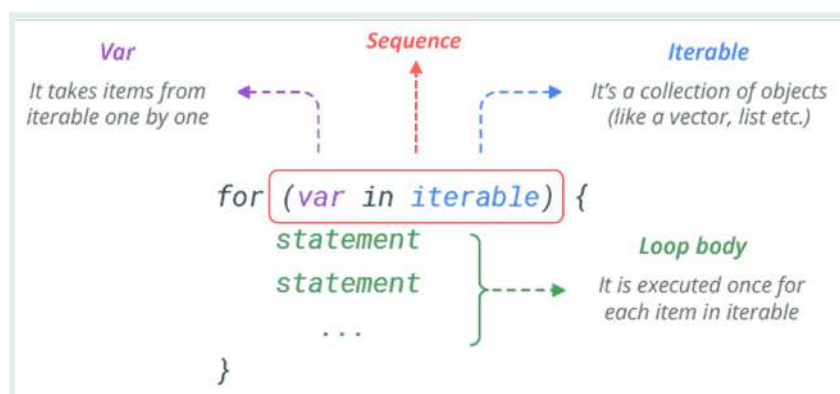 Var
Sequence
Iterable
It takes items from
iterable one by one
It's a collection of objects
(like a vector, list etc.)
for (var in iterable) {
statement
statement
...
}
Loop body
It is executed once for
each item in iterable